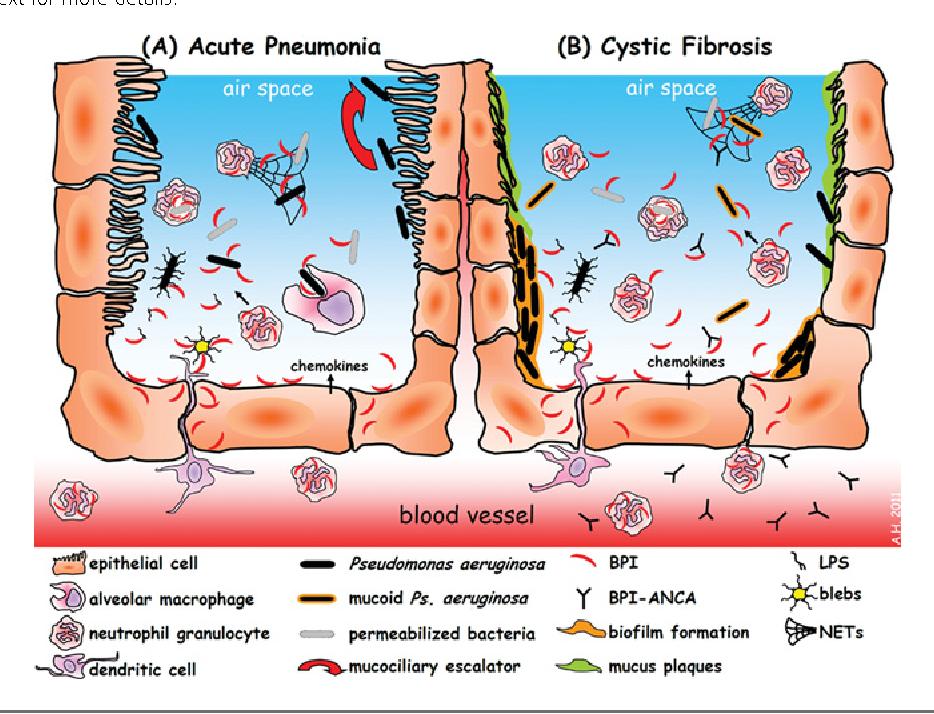 ext for more details.
(A) Acute Pneumonia
(B) Cystic Fibrosis
air space
air space
chemokines
chemokines
blood vessel
A.H. 2011
epithelial cell
Pseudomonas aeruginosa
BPI
LPS
alveolar macrophage
mucoid Ps. aeruginosa
BPI-ANCA
blebs
neutrophil granulocyte
permeabilized bacteria
biofilm formation
NETs
dendritic cell
mucociliary escalator
mucus plaques